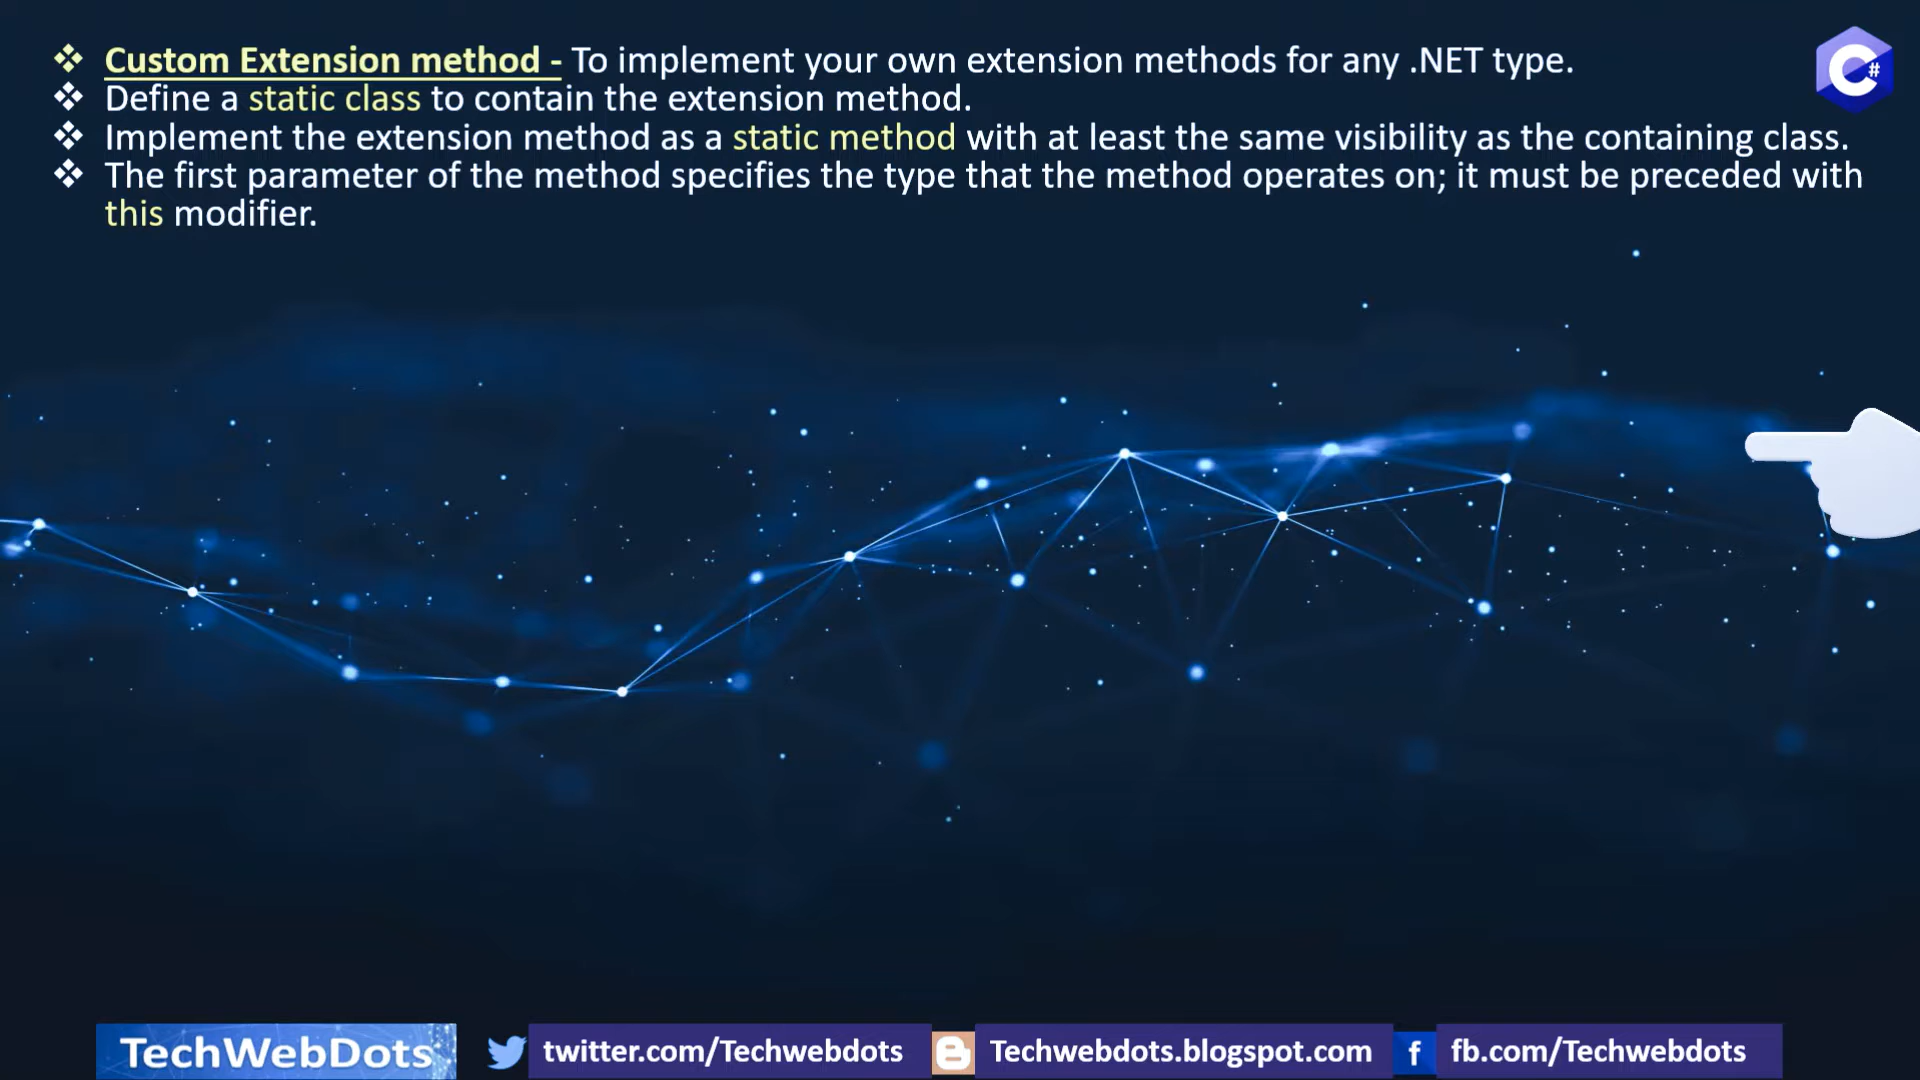 ❖ Custom Extension method - To implement your own extension methods for any .NET type.
❖ Define a static class to contain the extension method.
❖ Implement the extension method as a static method with at least the same visibility as the containing class.
❖ The first parameter of the method specifies the type that the method operates on; it must be preceded with
this modifier.
C#
TechWebDots twitter.com/Techwebdots Techwebdots.blogspot.com f fb.com/Techwebdots